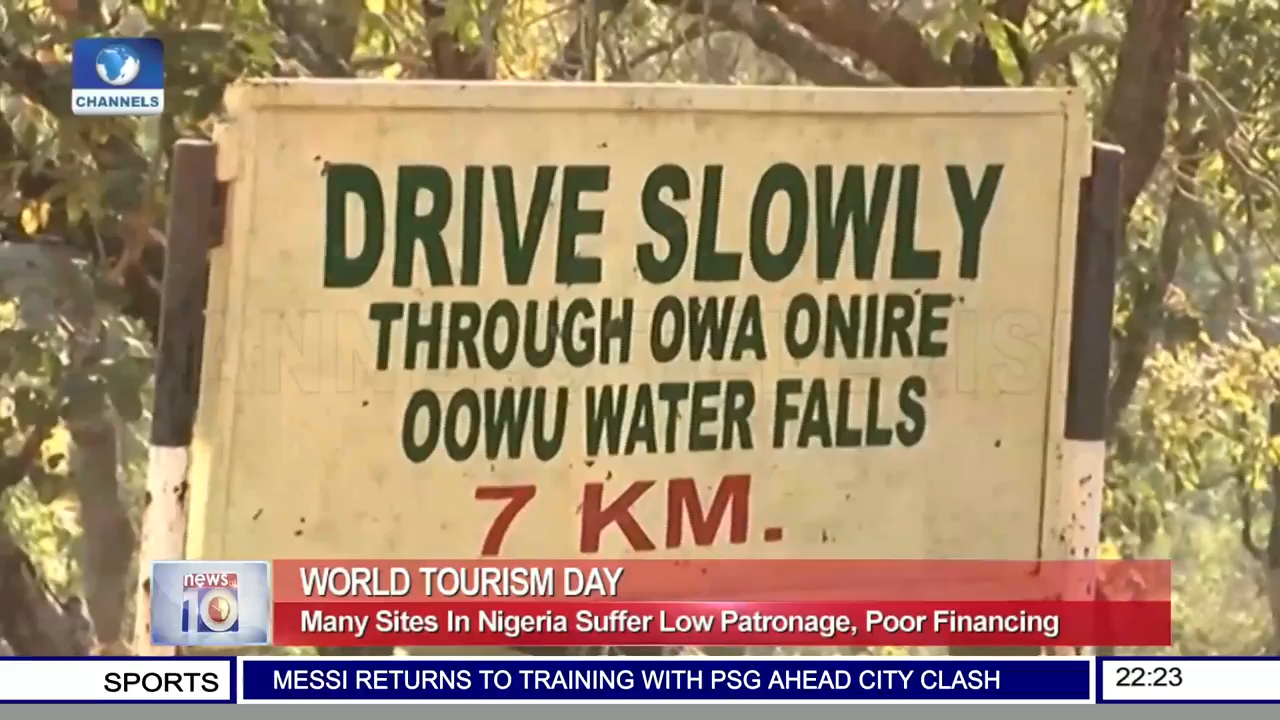 CHANNELS
DRIVE SLOWLY
THROUGH OWA ONIRE
OOWU WATER FALLS
7 KM.
news at
10
WORLD TOURISM DAY
Many Sites In Nigeria Suffer Low Patronage, Poor Financing
SPORTS
MESSI RETURNS TO TRAINING WITH PSG AHEAD CITY CLASH
22:23